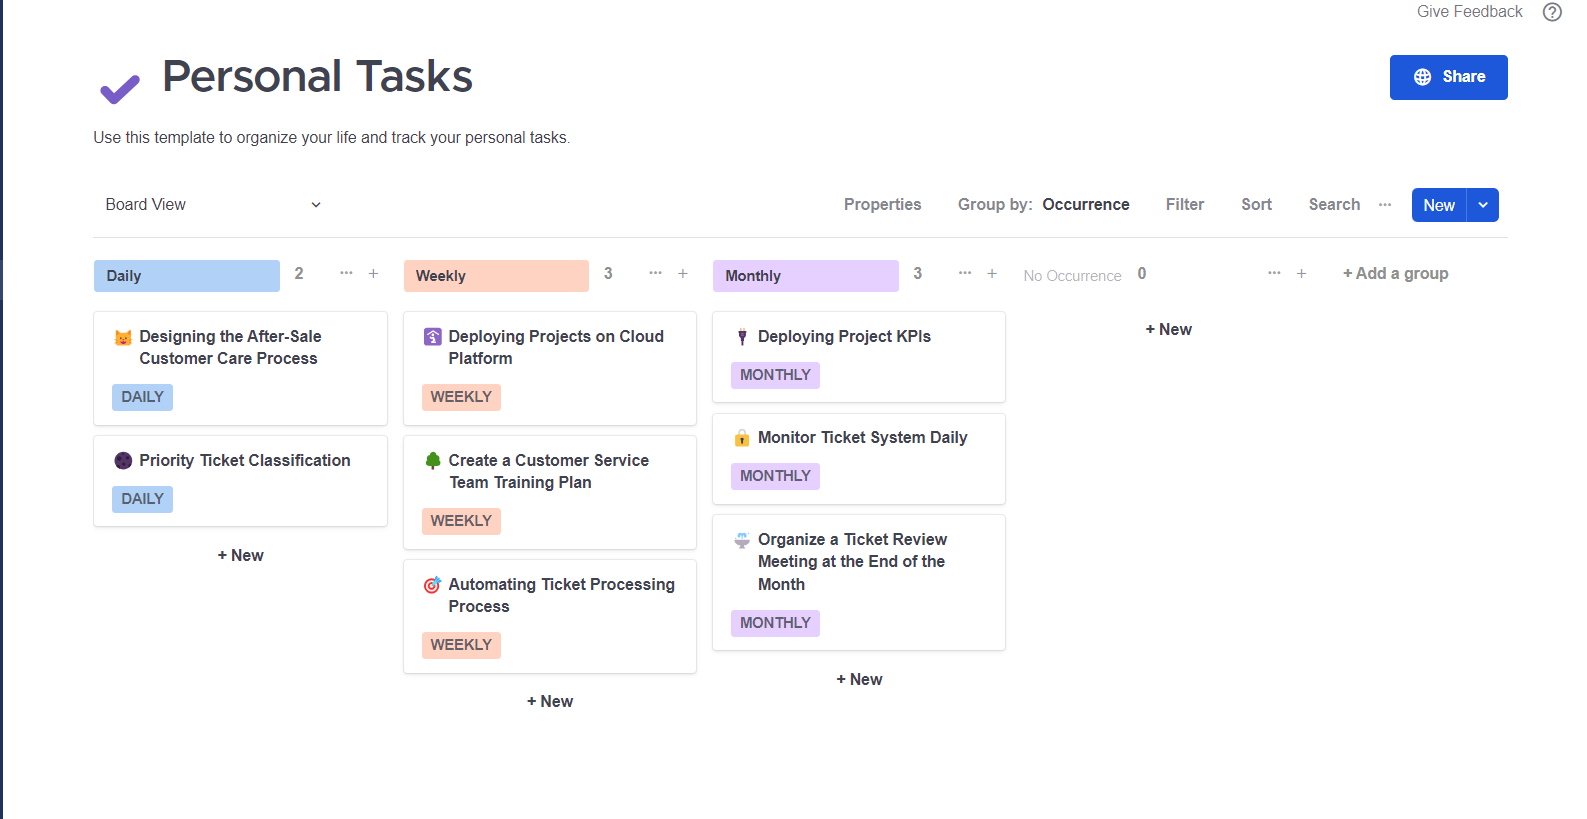 Give Feedback
Personal Tasks
Share
Use this template to organize your life and track your personal tasks.
Board View
Properties Group by: Occurrence Filter Sort Search ··· New
Daily 2 ··· +
Weekly 3 ··· +
Monthly 3 ··· +
No Occurrence 0 ··· +
+ Add a group
Designing the After-Sale
Customer Care Process
DAILY
Priority Ticket Classification
DAILY
+ New
Deploying Projects on Cloud
Platform
WEEKLY
Create a Customer Service
Team Training Plan
WEEKLY
Automating Ticket Processing
Process
WEEKLY
+ New
Deploying Project KPIs
MONTHLY
Monitor Ticket System Daily
MONTHLY
Organize a Ticket Review
Meeting at the End of the
Month
MONTHLY
+ New
+ New